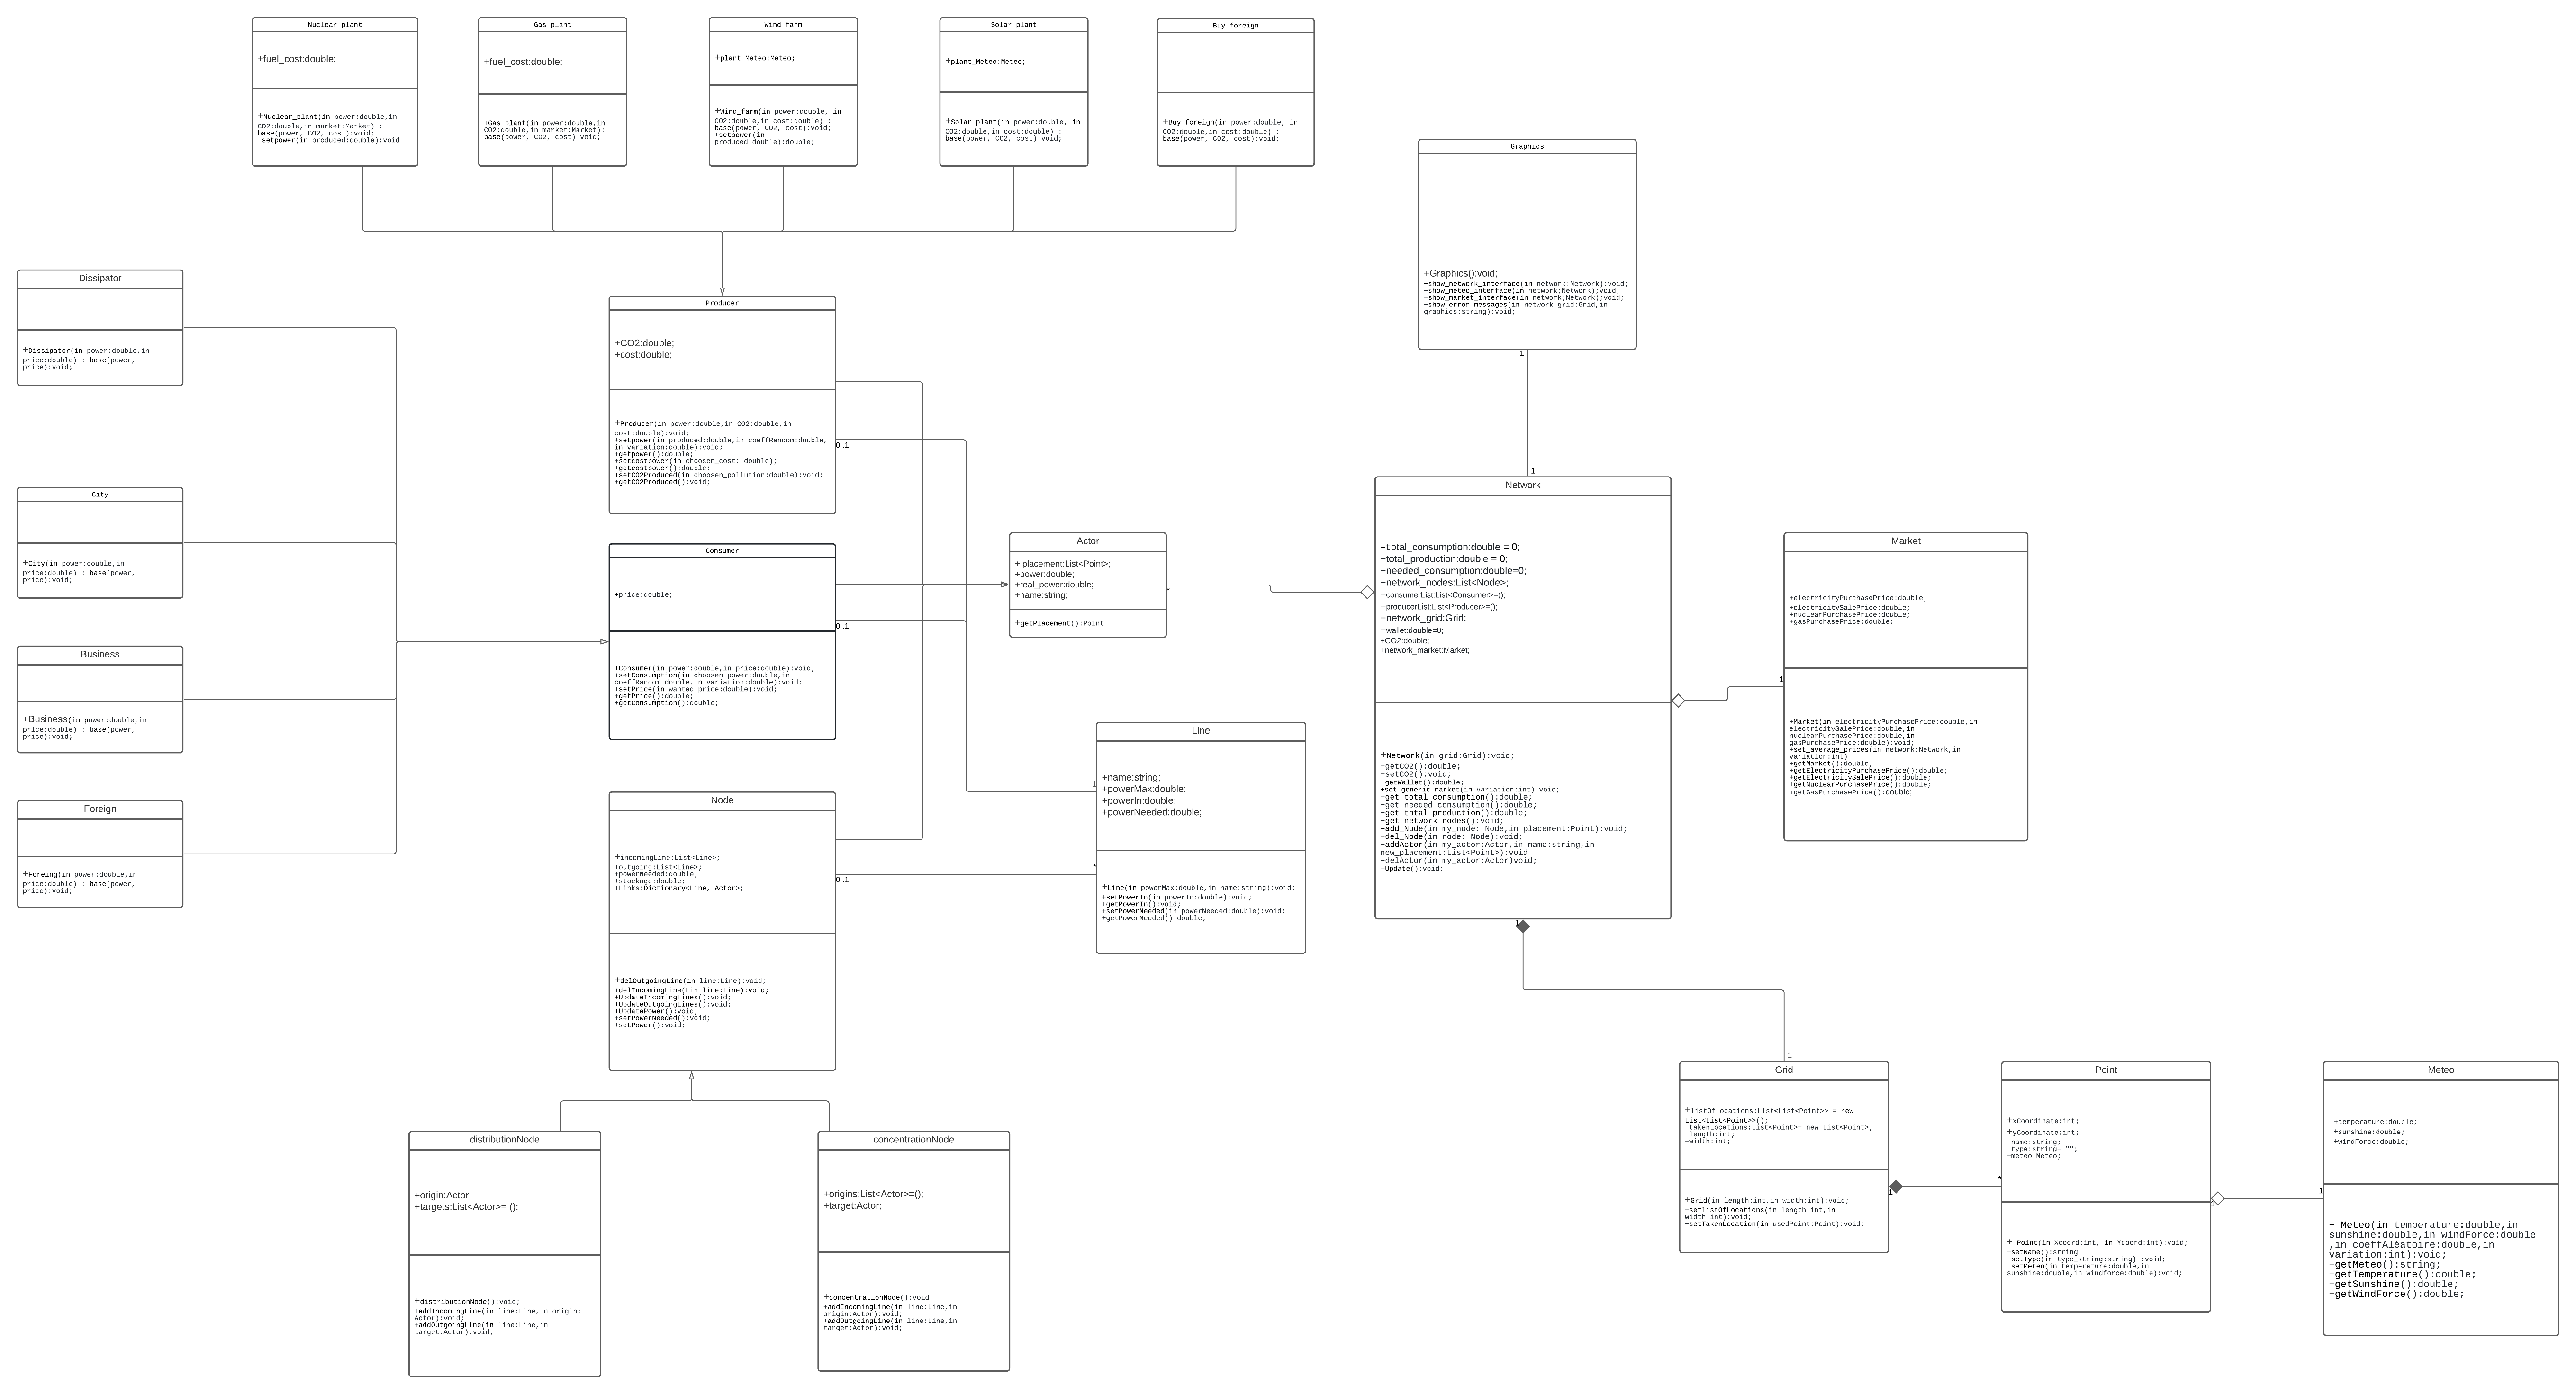 Nuclear_plant
+fuel_cost:double;
+Nuclear_plant(in power:double,in
CO2:double,in market:Market) :
base(power, CO2, cost):void;
+setpower(in produced:double):void
Gas_plant
+fuel_cost:double;
+Gas_plant(in power:double,in
CO2:double,in market:Market):
base(power, CO2, cost):void;
Wind_farm
+plant_Meteo:Meteo;
+Wind_farm(in power:double, in
CO2:double,in cost:double) :
base(power, CO2, cost):void;
+setpower(in
produced:double):double;
Solar_plant
+plant_Meteo:Meteo;
+Solar_plant(in power:double, in
CO2:double,in cost:double) :
base(power, CO2, cost):void;
Buy_foreign
+Buy_foreign(in power:double, in
CO2:double,in cost:double) :
base(power, CO2, cost):void;
Graphics
+Graphics():void;
+show_network_interface(in network:Network):void;
+show_meteo_interface(in network;Network);void;
+show_market_interface(in network;Network);void;
+show_error_messages(in network_grid:Grid,in
graphics:string):void;
1
1
Dissipator
+Dissipator(in power:double,in
price:double) : base(power,
price):void;
City
+City(in power:double,in
price:double) : base(power,
price):void;
Business
+Business(in power:double,in
price:double) : base(power,
price):void;
Foreign
+Foreing(in power:double,in
price:double) : base(power,
price):void;
Producer
+CO2:double;
+cost:double;
+Producer(in power:double,in CO2:double,in
cost:double):void;
+setpower(in produced:double,in coeffRandom:double,
in variation:double):void;
+getpower():double;
+setcostpower(in choosen_cost: double);
+getcostpower():double;
+setCO2Produced(in choosen_pollution:double):void;
+getCO2Produced():void;
0..1
Consumer
+price:double;
+Consumer(in power:double,in price:double):void;
+setConsumption(in choosen_power:double,in
coeffRandom double,in variation:double):void;
+setPrice(in wanted_price:double):void;
+getPrice():double;
+getConsumption():double;
0..1
Node
+incomingLine:List<Line>;
+outgoing:List<Line>;
+powerNeeded:double;
+stockage:double;
+Links:Dictionary<Line, Actor>;
+delOutgoingLine(in line:Line):void;
+delIncomingLine(Lin line:Line):void;
+UpdateIncomingLines():void;
+UpdateOutgoingLines():void;
+UpdatePower():void;
+setPowerNeeded():void;
+setPower():void;
0..1
distributionNode
+origin:Actor;
+targets:List<Actor>= ();
+distributionNode():void;
+addIncomingLine(in line:Line,in origin:
Actor):void;
+addOutgoingLine(in line:Line,in
target:Actor):void;
concentrationNode
+origins:List<Actor>=();
+target:Actor;
+concentrationNode():void
+addIncomingLine(in line:Line,in
origin:Actor):void;
+addOutgoingLine(in line:Line,in
target:Actor):void;
Actor
+ placement:List<Point>;
+power:double;
+real_power:double;
+name:string;
+getPlacement():Point
*
Line
+name:string;
+powerMax:double;
+powerIn:double;
+powerNeeded:double;
+Line(in powerMax:double,in name:string):void;
+setPowerIn(in powerIn:double):void;
+getPowerIn():void;
+setPowerNeeded(in powerNeeded:double):void;
+getPowerNeeded():double;
1
*
Network
+total_consumption:double = 0;
+total_production:double = 0;
+needed_consumption:double=0;
+network_nodes:List<Node>;
+consumerList:List<Consumer>=();
+producerList:List<Producer>=();
+network_grid:Grid;
+wallet:double=0;
+CO2:double;
+network_market:Market;
+Network(in grid:Grid):void;
+getCO2():double;
+setCO2():void;
+getWallet():double;
+set_generic_market(in variation:int):void;
+get_total_consumption():double;
+get_needed_consumption():double;
+get_total_production():double;
+get_network_nodes():void;
+add_Node(in my_node: Node,in placement:Point):void;
+del_Node(in node: Node):void;
+addActor(in my_actor:Actor,in name:string,in
new_placement:List<Point>):void
+delActor(in my_actor:Actor)void;
+Update():void;
1
Market
+electricityPurchasePrice:double;
+electricitySalePrice:double;
+nuclearPurchasePrice:double;
+gasPurchasePrice:double;
+Market(in electricityPurchasePrice:double,in
electricitySalePrice:double,in
nuclearPurchasePrice:double,in
gasPurchasePrice:double):void;
+set_average_prices(in network:Network,in
variation:int)
+getMarket():double;
+getElectricityPurchasePrice():double;
+getElectricitySalePrice():double;
+getNuclearPurchasePrice():double;
+getGasPurchasePrice():double;
1
1
Grid
+listOfLocations:List<List<Point>> = new
List<List<Point>>();
+takenLocations:List<Point>= new List<Point>;
+length:int;
+width:int;
+Grid(in length:int,in width:int):void;
+setlistOfLocations(in length:int,in
width:int):void;
+setTakenLocation(in usedPoint:Point):void;
1
*
Point
+xCoordinate:int;
+yCoordinate:int;
+name:string;
+type:string= "";
+meteo:Meteo;
+ Point(in Xcoord:int, in Ycoord:int):void;
+setName():string
+setType(in type_string:string) :void;
+setMeteo(in temperature:double,in
sunshine:double,in windforce:double):void;
1
1
Meteo
+temperature:double;
+sunshine:double;
+windForce:double;
+ Meteo(in temperature:double,in
sunshine:double,in windForce:double
,in coeffAléatoire:double,in
variation:int):void;
+getMeteo():string;
+getTemperature():double;
+getSunshine():double;
+getWindForce():double;